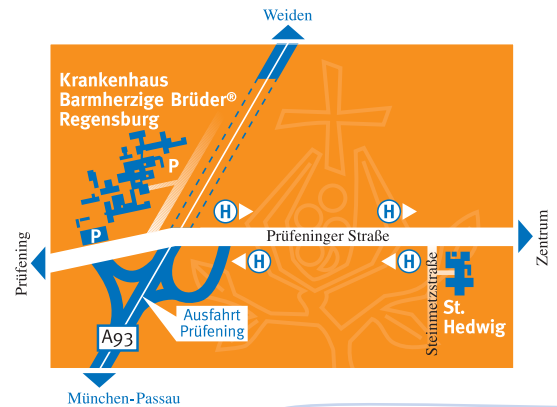 Weiden
Krankenhaus
Barmherzige Brüder®
Regensburg
P
H
H
Prüfeninger Straße
P
H
H
Prüfening
Zentrum
Steinmetzstraße
St.
Hedwig
Ausfahrt
Prüfening
A93
München-Passau